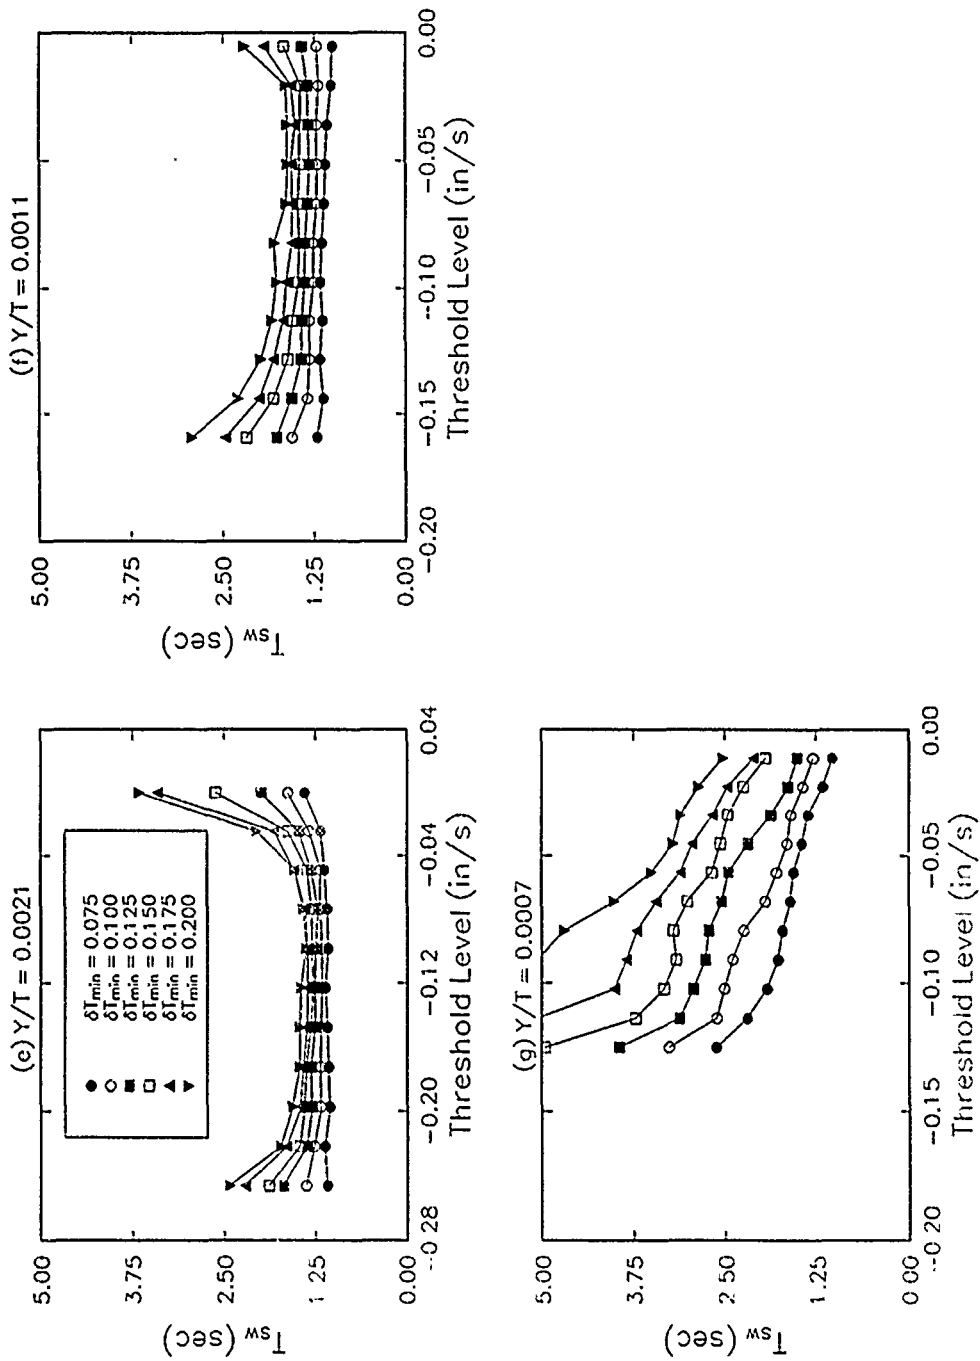 (e) Y/T = 0.0021
5.00
3.75
2.50
1.25
0.00
T_sw (sec)
δT_min = 0.075
δT_min = 0.100
δT_min = 0.125
δT_min = 0.150
δT_min = 0.175
δT_min = 0.200
-0.28
-0.20
-0.12
-0.04
0.04
Threshold Level (in/s)
(f) Y/T = 0.0011
5.00
3.75
2.50
1.25
0.00
T_sw (sec)
-0.20
-0.15
-0.10
-0.05
0.00
Threshold Level (in/s)
(g) Y/T = 0.0007
5.00
3.75
2.50
1.25
0.00
T_sw (sec)
-0.20
-0.15
-0.10
-0.05
0.00
Threshold Level (in/s)